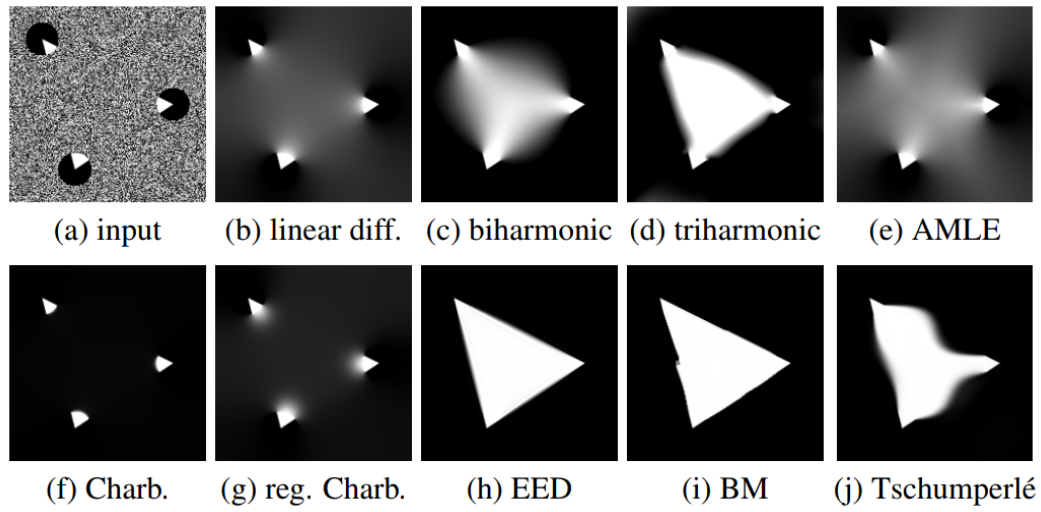 (a) input (b) linear diff. (c) biharmonic (d) triharmonic (e) AMLE
(f) Charb. (g) reg. Charb. (h) EED (i) BM (j) Tschumperlé